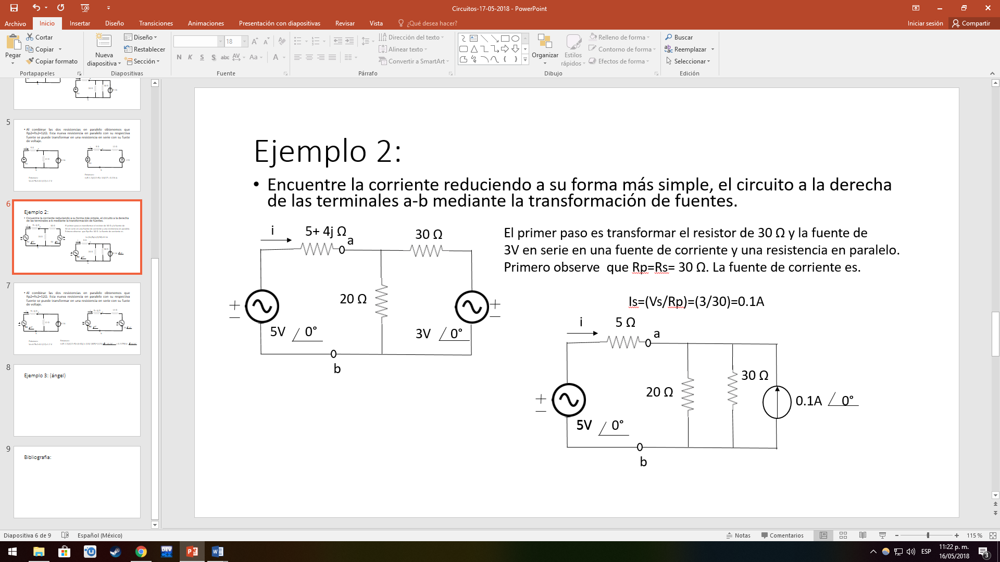 Circuitos-17-05-2018 - PowerPoint
Archivo Inicio Insertar Diseño Transiciones Animaciones Presentación con diapositivas Revisar Vista ¿Qué desea hacer? Iniciar sesión Compartir
Pegar
Cortar
Copiar
Copiar formato
Portapapeles
Nueva diapositiva
Diseño
Restablecer
Sección
Diapositivas
18
N K S S abc AV Aa A
Fuente
Dirección del texto
Alinear texto
Convertir a SmartArt
Párrafo
Organizar
Estilos rápidos
Relleno de forma
Contorno de forma
Efectos de forma
Dibujo
Buscar
Reemplazar
Seleccionar
Edición
5
• Al combinar las dos resistencias en paralelo obtenemos que
Rp2=Rs2=12Ω. Esta nueva resistencia en paralelo con su respectiva
fuente se puede transformar en una resistencia en serie con su fuete
de voltaje.
6
Ejemplo 2:
• Encuentre la corriente reduciendo a su forma más simple, el circuito a la derecha
de las terminales a-b mediante la transformación de fuentes.
7
• Al combinar las dos resistencias en paralelo obtenemos que
Rp2=Rs2=12Ω. Esta nueva resistencia en paralelo con su respectiva
fuente se puede transformar en una resistencia en serie con su fuete
de voltaje.
8
Ejemplo 3: (ángel)
9
Bibliografia:
Ejemplo 2:
• Encuentre la corriente reduciendo a su forma más simple, el circuito a la derecha
de las terminales a-b mediante la transformación de fuentes.
i
5+ 4j Ω
a
30 Ω
20 Ω
+
−
5V ∠ 0°
3V ∠ 0°
+
−
b
El primer paso es transformar el resistor de 30 Ω y la fuente de
3V en serie en una fuente de corriente y una resistencia en paralelo.
Primero observe que Rp=Rs= 30 Ω. La fuente de corriente es.
Is=(Vs/Rp)=(3/30)=0.1A
i
5 Ω
a
30 Ω
20 Ω
+
−
0.1A ∠ 0°
5V ∠ 0°
b
Diapositiva 6 de 9 Español (México) Notas Comentarios 115 %
DEV
ESP
11:22 p. m.
16/05/2018
3